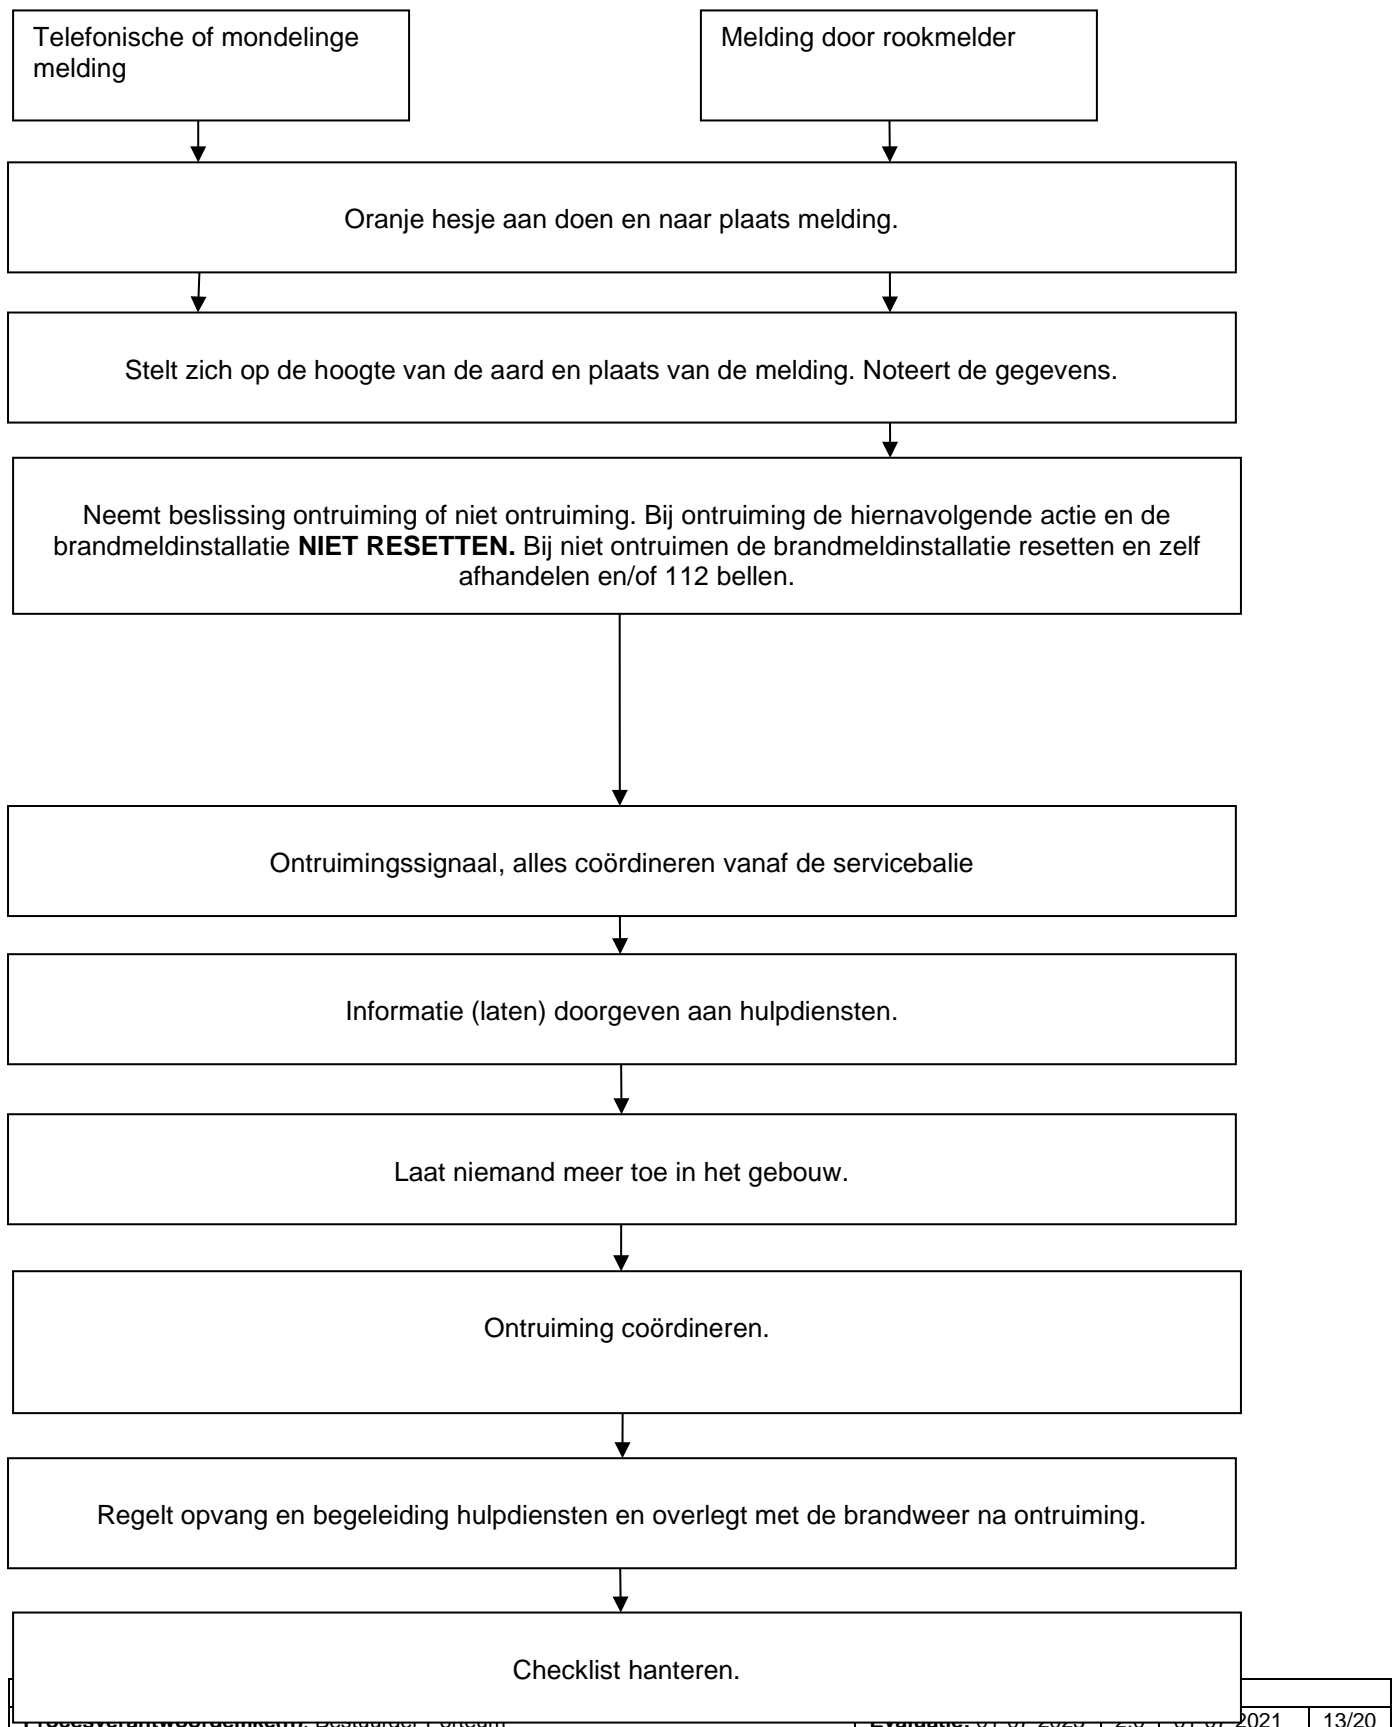 Telefonische of mondelinge
melding
Melding door rookmelder
Oranje hesje aan doen en naar plaats melding.
Stelt zich op de hoogte van de aard en plaats van de melding. Noteert de gegevens.
Neemt beslissing ontruiming of niet ontruiming. Bij ontruiming de hiernavolgende actie en de
brandmeldinstallatie NIET RESETTEN. Bij niet ontruimen de brandmeldinstallatie resetten en zelf
afhandelen en/of 112 bellen.
Ontruimingssignaal, alles coördineren vanaf de servicebalie
Informatie (laten) doorgeven aan hulpdiensten.
Laat niemand meer toe in het gebouw.
Ontruiming coördineren.
Regelt opvang en begeleiding hulpdiensten en overlegt met de brandweer na ontruiming.
Checklist hanteren.
2021 13/20